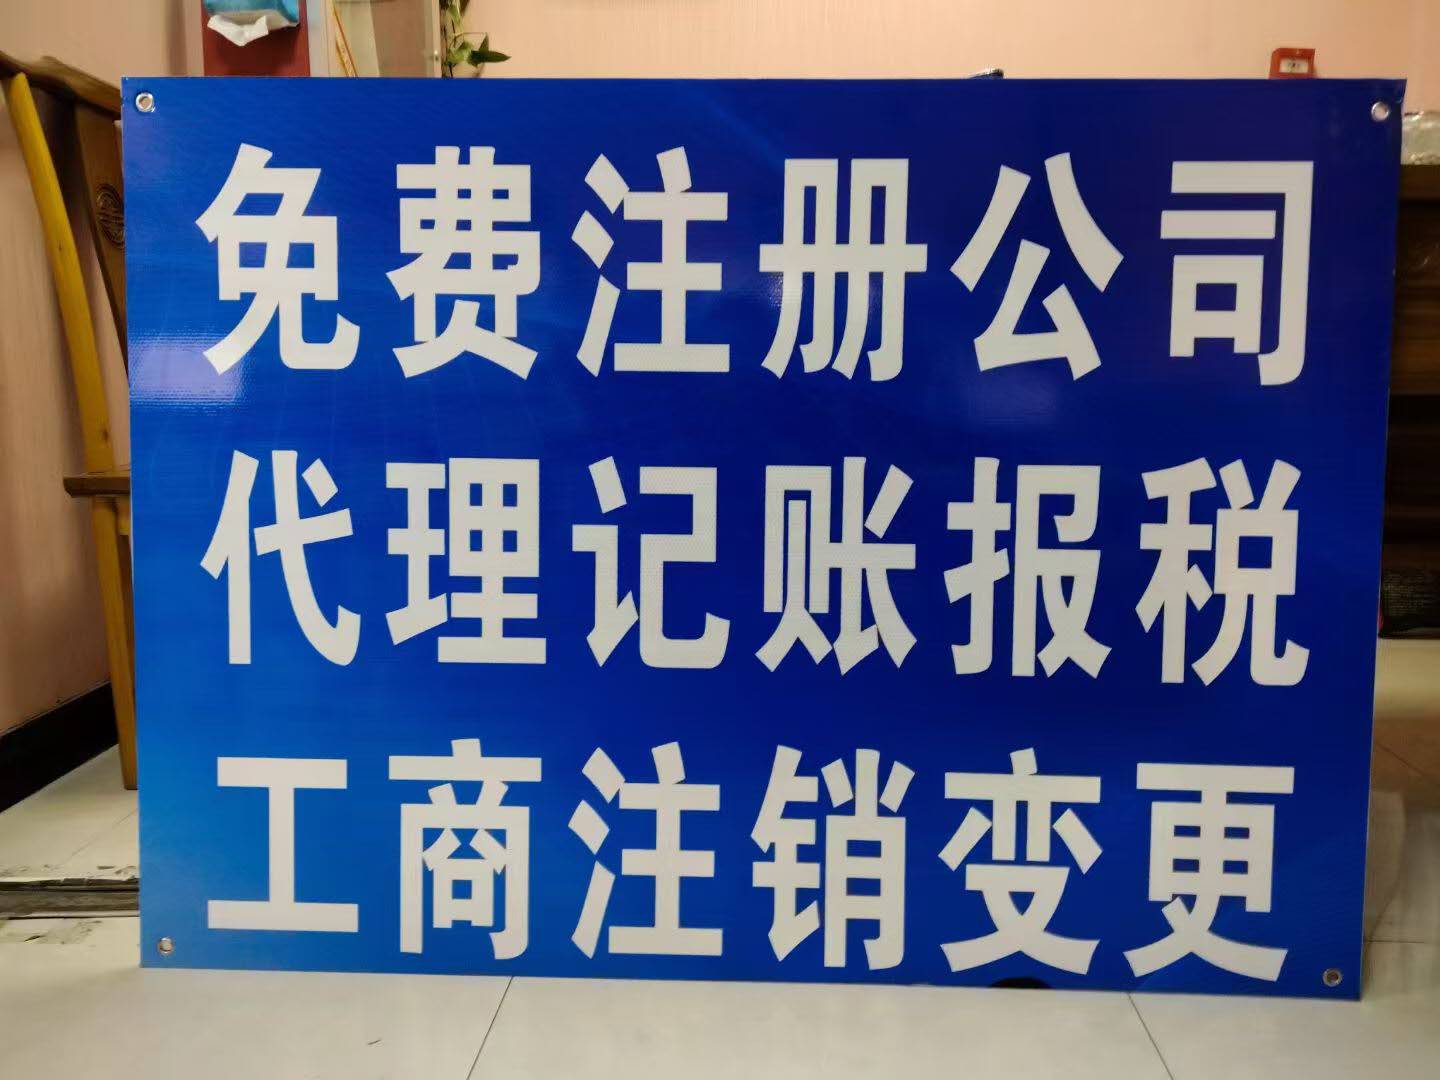 免费注册公司
代理记账报税
工商注销变更